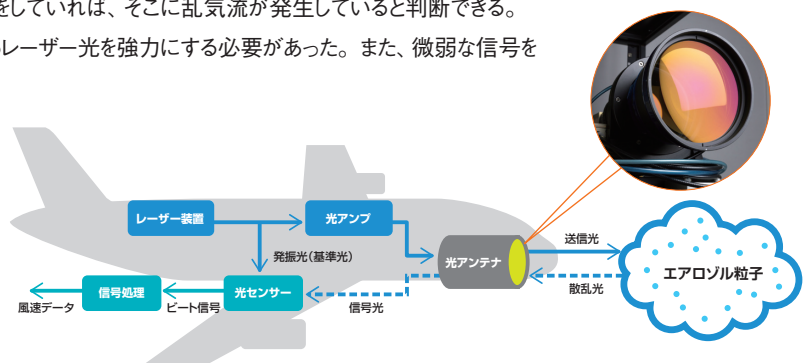 をしていれば、そこに乱気流が発生していると判断できる。
レーザー光を強力にする必要があった。また、微弱な信号を
レーザー装置
光アンプ
発振光(基準光)
光アンテナ
送信光
エアロゾル粒子
散乱光
信号処理
光センサー
風速データ
ビート信号
信号光